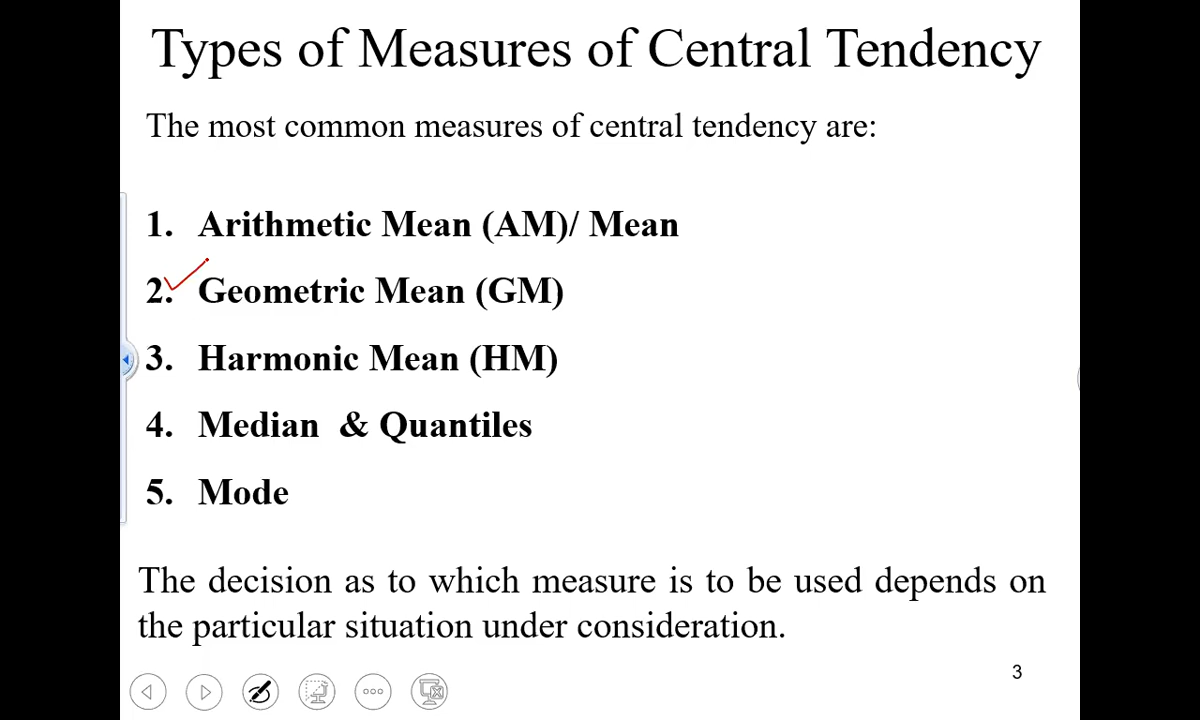 Types of Measures of Central Tendency
The most common measures of central tendency are:
1. Arithmetic Mean (AM)/ Mean
2. Geometric Mean (GM)
3. Harmonic Mean (HM)
4. Median & Quantiles
5. Mode
The decision as to which measure is to be used depends on
the particular situation under consideration.
3